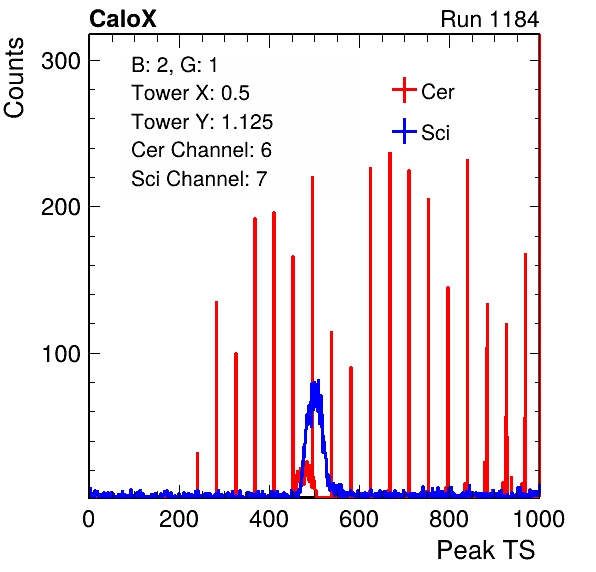 CaloX Run 1184
B: 2, G: 1
Tower X: 0.5
Tower Y: 1.125
Cer Channel: 6
Sci Channel: 7
Cer
Sci
Counts
300
200
100
0 200 400 600 800 1000
Peak TS